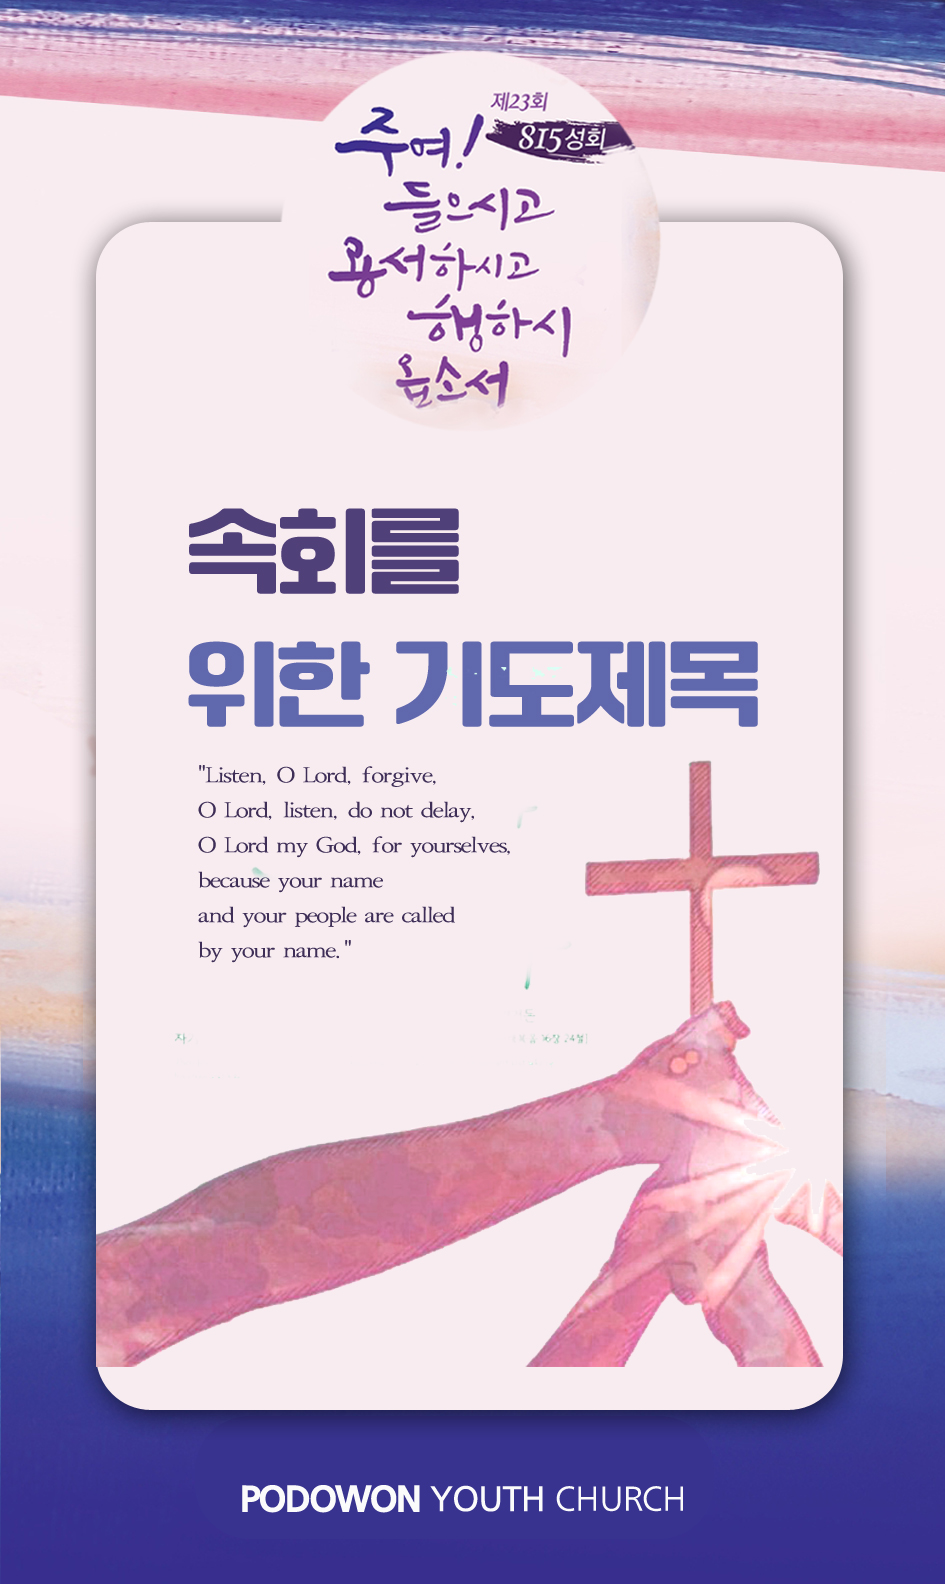 제23회
815성회
주여!
들으시고
용서하시고
행하시
옵소서
속회를
위한 기도제목
"Listen, O Lord, forgive,
O Lord, listen, do not delay,
O Lord my God, for yourselves,
because your name
and your people are called
by your name."
PODOWON YOUTH CHURCH